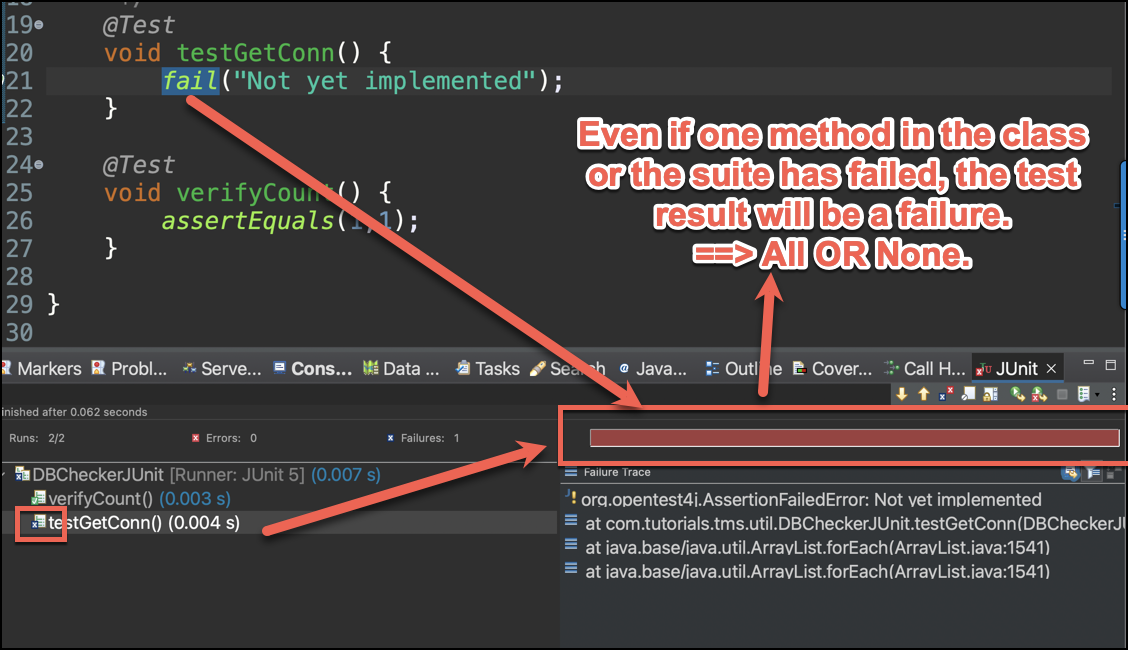 19 @Test
20 void testGetConn() {
21 fail("Not yet implemented");
22 }
23
24 @Test
25 void verifyCount() {
26 assertEquals(1,1);
27 }
28
29 }
30
Even if one method in the class
or the suite has failed, the test
result will be a failure.
==> All OR None.
Markers Probl... Serve... Cons... Data ... Tasks Search Java... Outline Cover... Call H... JUnit
inished after 0.062 seconds
Runs: 2/2 Errors: 0 Failures: 1
DBCheckerJUnit [Runner: JUnit 5] (0.007 s)
verifyCount() (0.003 s)
testGetConn() (0.004 s)
Failure Trace
org.opentest4j.AssertionFailedError: Not yet implemented
at com.tutorials.tms.util.DBCheckerJUnit.testGetConn(DBCheckerJU
at java.base/java.util.ArrayList.forEach(ArrayList.java:1541)
at java.base/java.util.ArrayList.forEach(ArrayList.java:1541)